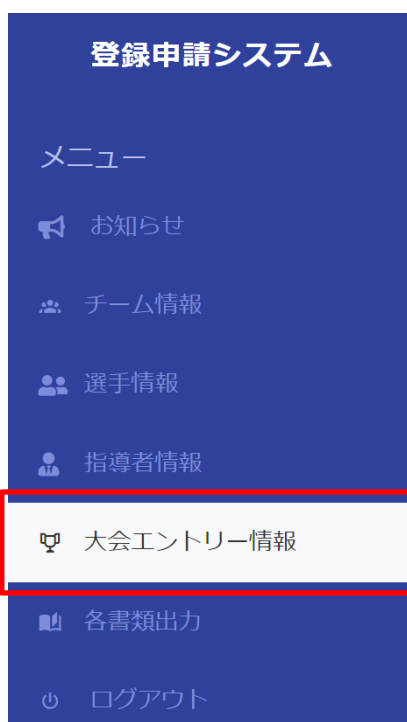 登録申請システム
メニュー
お知らせ
チーム情報
選手情報
指導者情報
大会エントリー情報
各書類出力
ログアウト